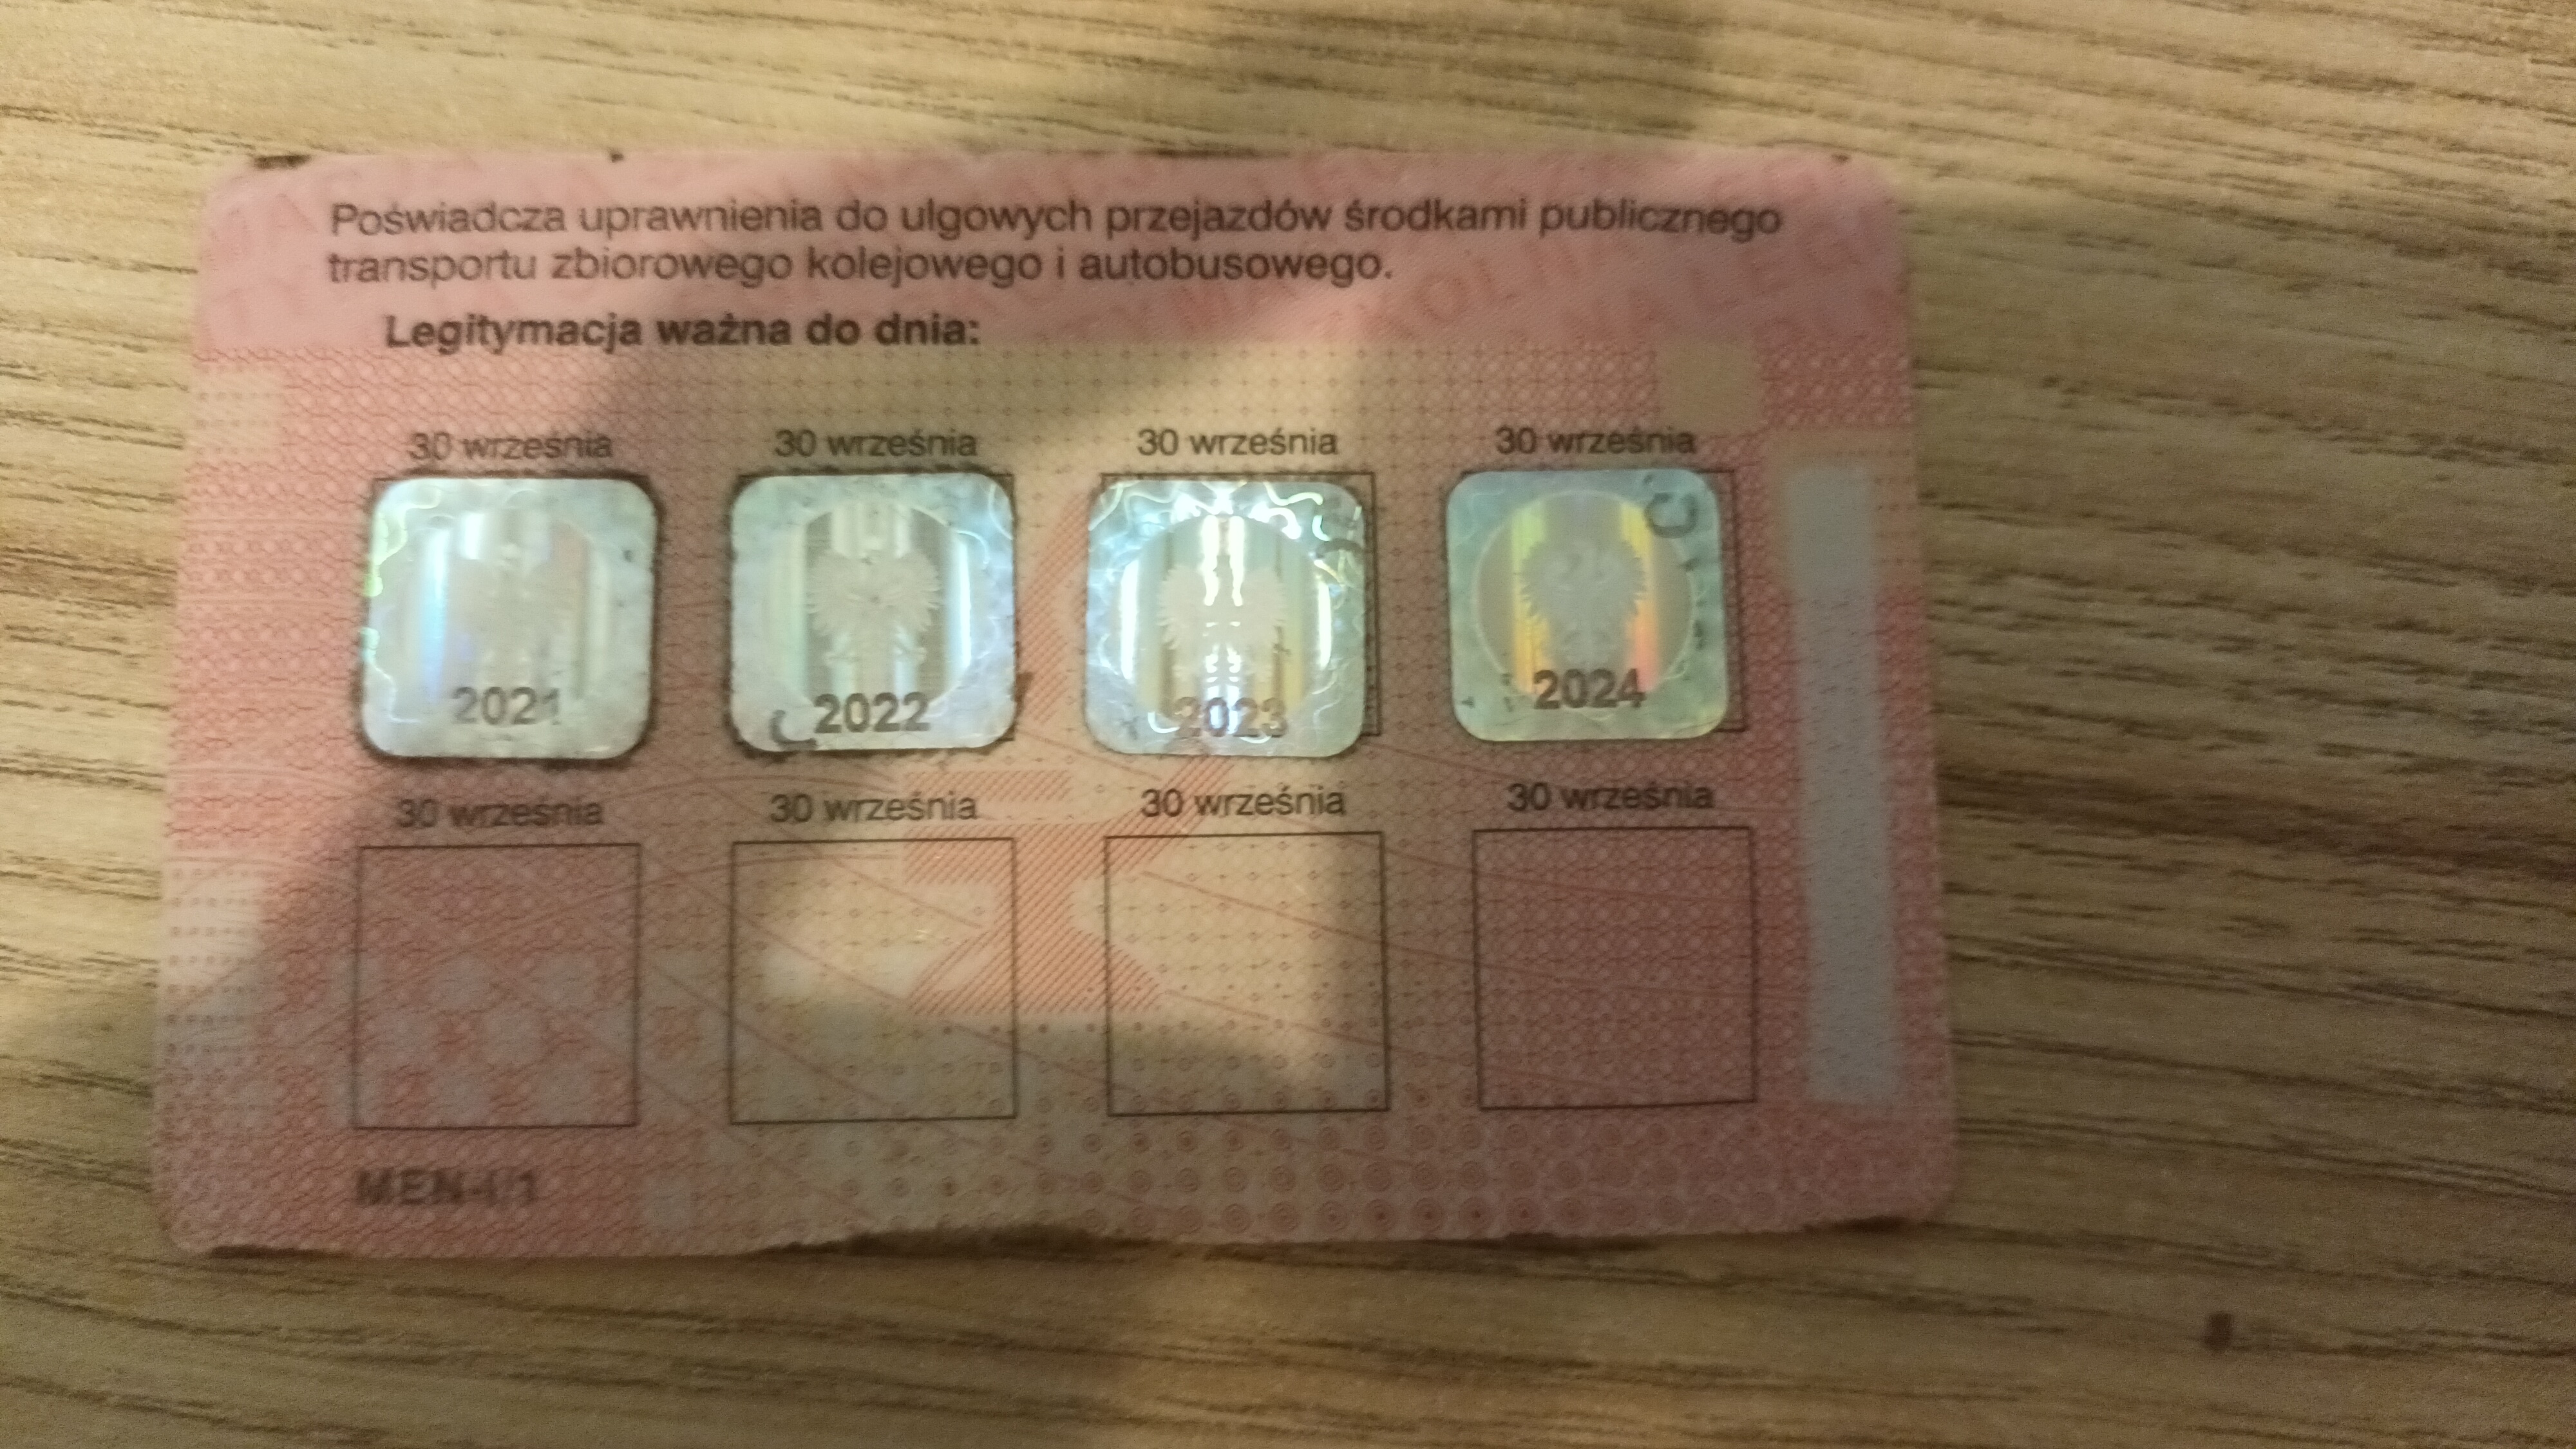 Poświadcza uprawnienia do ulgowych przejazdów środkami publicznego
transportu zbiorowego kolejowego i autobusowego.
Legitymacja ważna do dnia:
30 września 30 września 30 września 30 września
2021 2022 2023 2024
30 września 30 września 30 września 30 września
MEN-I/1